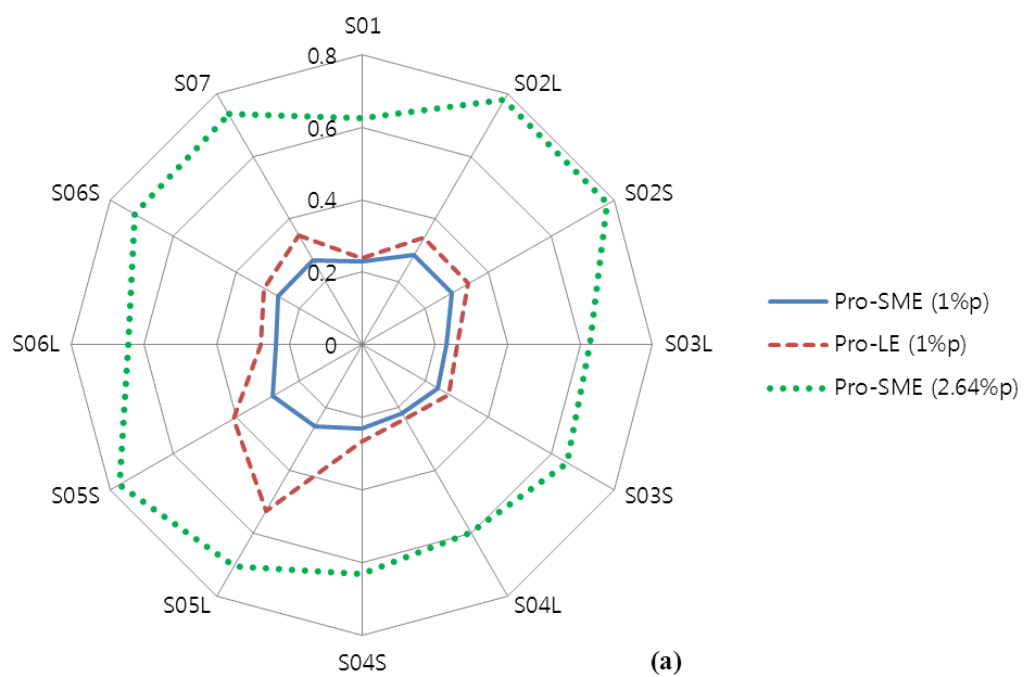 S01
0.8
S07
S02L
0.6
S06S
0.4
S02S
0.2
Pro-SME (1%p)
S06L
0
S03L
Pro-LE (1%p)
Pro-SME (2.64%p)
S05S
S03S
S05L
S04L
S04S
(a)